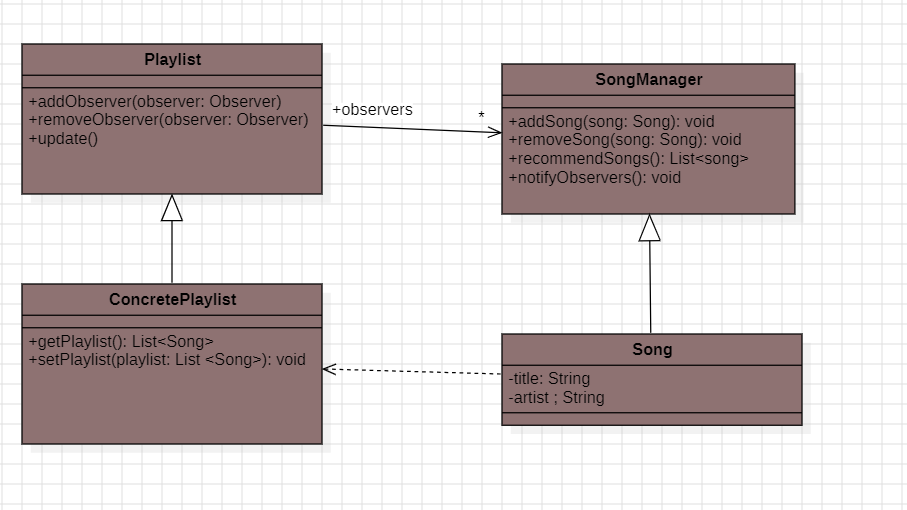 Playlist
+addObserver(observer: Observer)
+removeObserver(observer: Observer)
+update()
+observers
*
SongManager
+addSong(song: Song): void
+removeSong(song: Song): void
+recommendSongs(): List<song>
+notifyObservers(): void
ConcretePlaylist
+getPlaylist(): List<Song>
+setPlaylist(playlist: List <Song>): void
Song
-title: String
-artist ; String